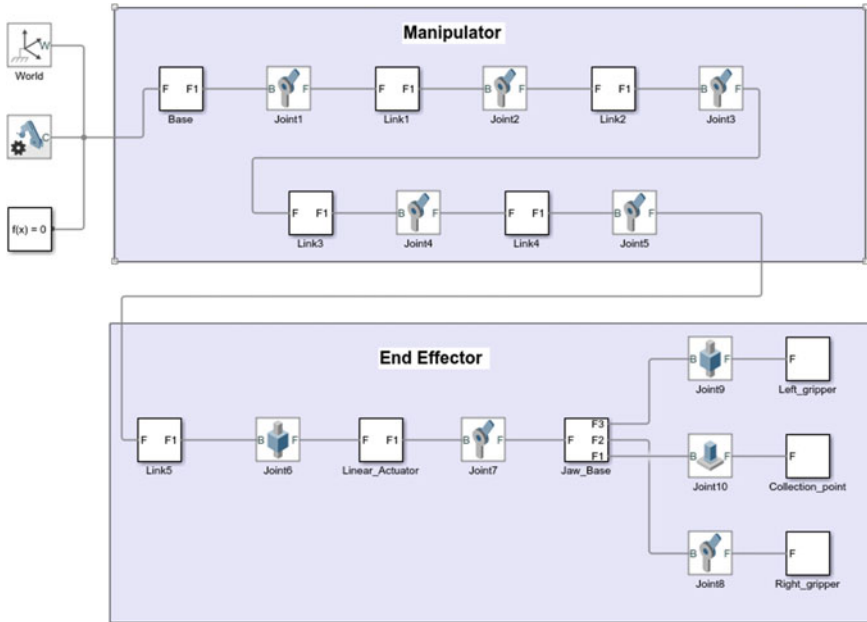 Manipulator
W
World
F F1
Base
B F
Joint1
F F1
Link1
B F
Joint2
F F1
Link2
B F
Joint3
C
f(x) = 0
F F1
Link3
B F
Joint4
F F1
Link4
B F
Joint5
End Effector
F F1
Link5
B F
Joint6
F F1
Linear_Actuator
B F
Joint7
F F3
F2
F1
Jaw_Base
B F
Joint9
F
Left_gripper
B F
Joint10
F
Collection_point
B F
Joint8
F
Right_gripper